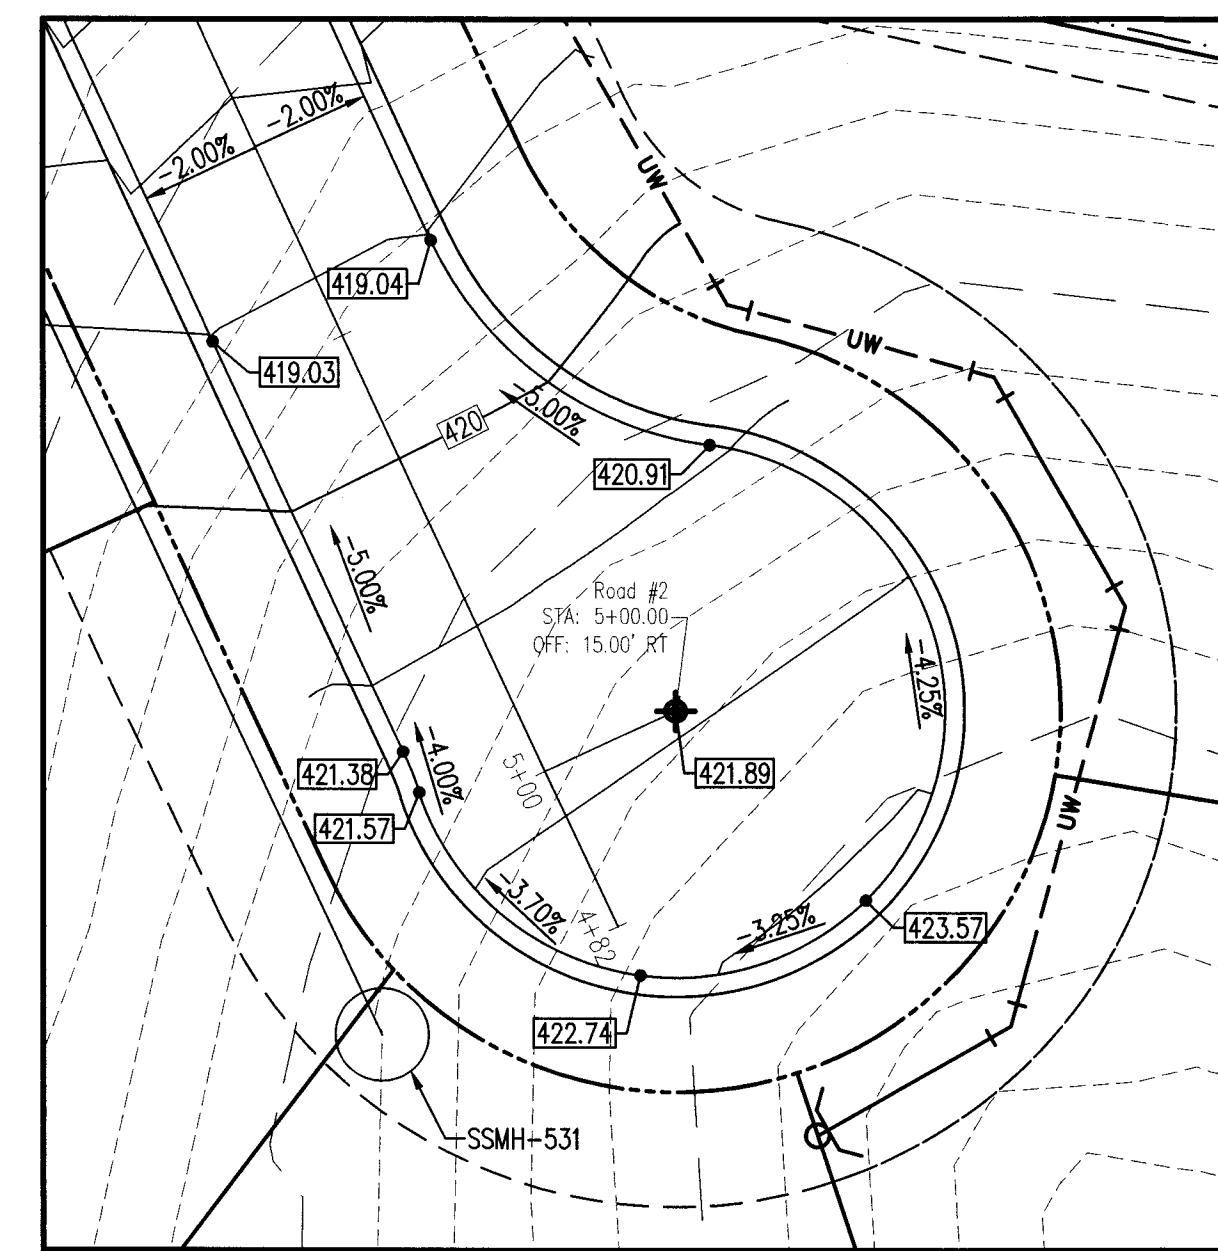 -2.00%
-2.00%
UW
419.04
419.03
UW
-5.00%
420
420.91
-5.00%
Road #2
STA: 5+00.00
OFF: 15.00' RT
-4.25%
421.38
-4.00%
5+00
421.89
421.57
UW
-3.70%
4+82
-3.25%
423.57
422.74
SSMH-531